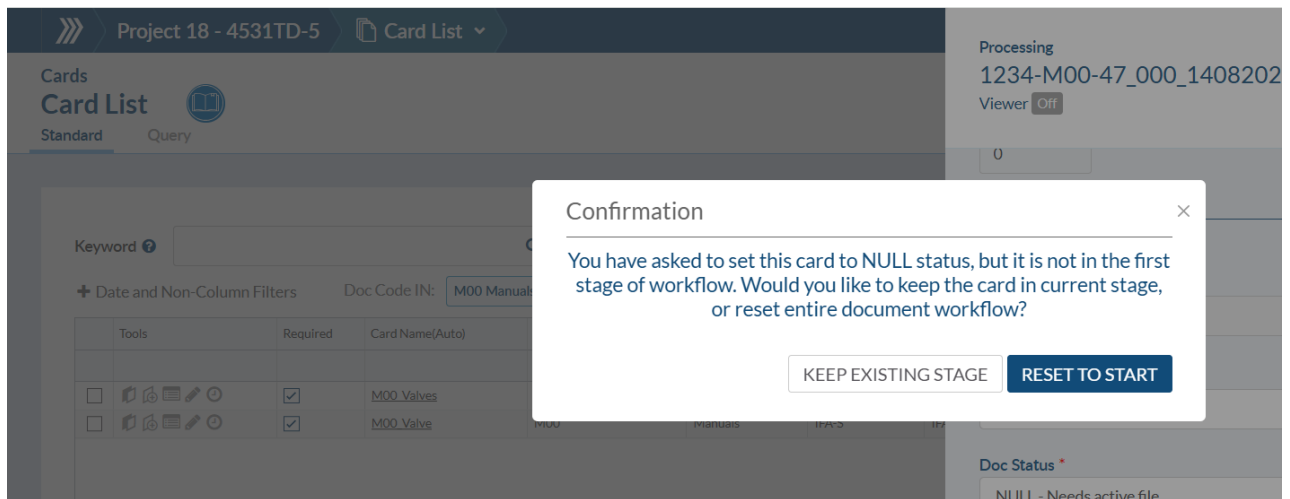 Project 18 - 4531TD-5 Card List
Processing
1234-M00-47_000_1408202
Viewer Off
Cards
Card List
Standard Query
0
Confirmation
You have asked to set this card to NULL status, but it is not in the first
stage of workflow. Would you like to keep the card in current stage,
or reset entire document workflow?
KEEP EXISTING STAGE RESET TO START
Keyword
Date and Non-Column Filters Doc Code IN: M00 Manuals
Tools Required Card Name(Auto)
M00 Valves
M00 Valve M00 Manuals IFA-S
Doc Status *
NULL - Needs active file